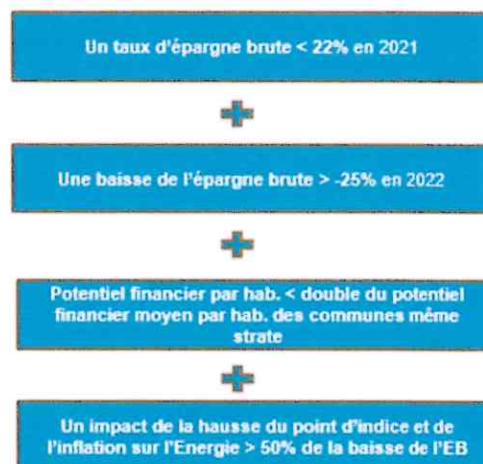 Un taux d'épargne brute < 22% en 2021
Une baisse de l'épargne brute > -25% en 2022
Potentiel financier par hab. < double du potentiel
financier moyen par hab. des communes même
strate
Un impact de la hausse du point d'indice et de
l'inflation sur l'Energie > 50% de la baisse de l'EB